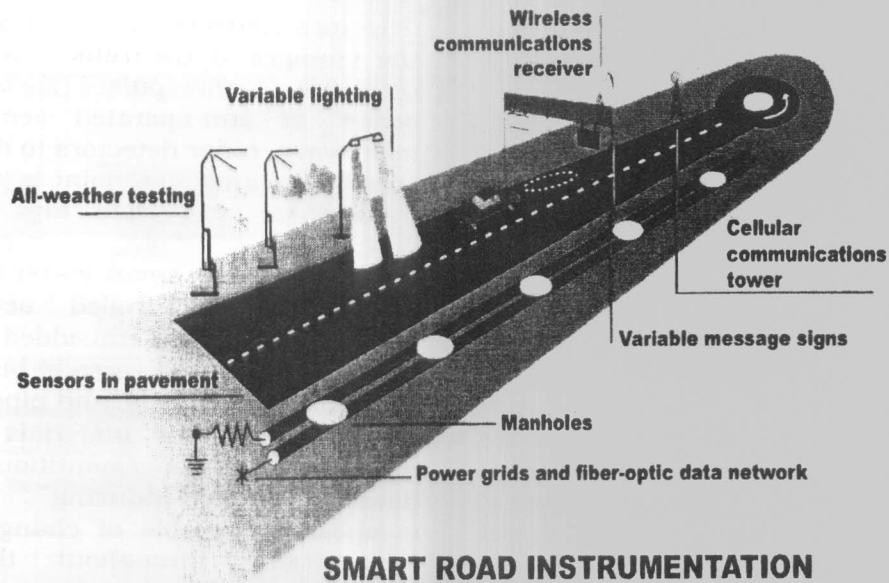 Wireless
communications
receiver
Variable lighting
All-weather testing
Cellular
communications
tower
Variable message signs
Sensors in pavement
Manholes
Power grids and fiber-optic data network
SMART ROAD INSTRUMENTATION